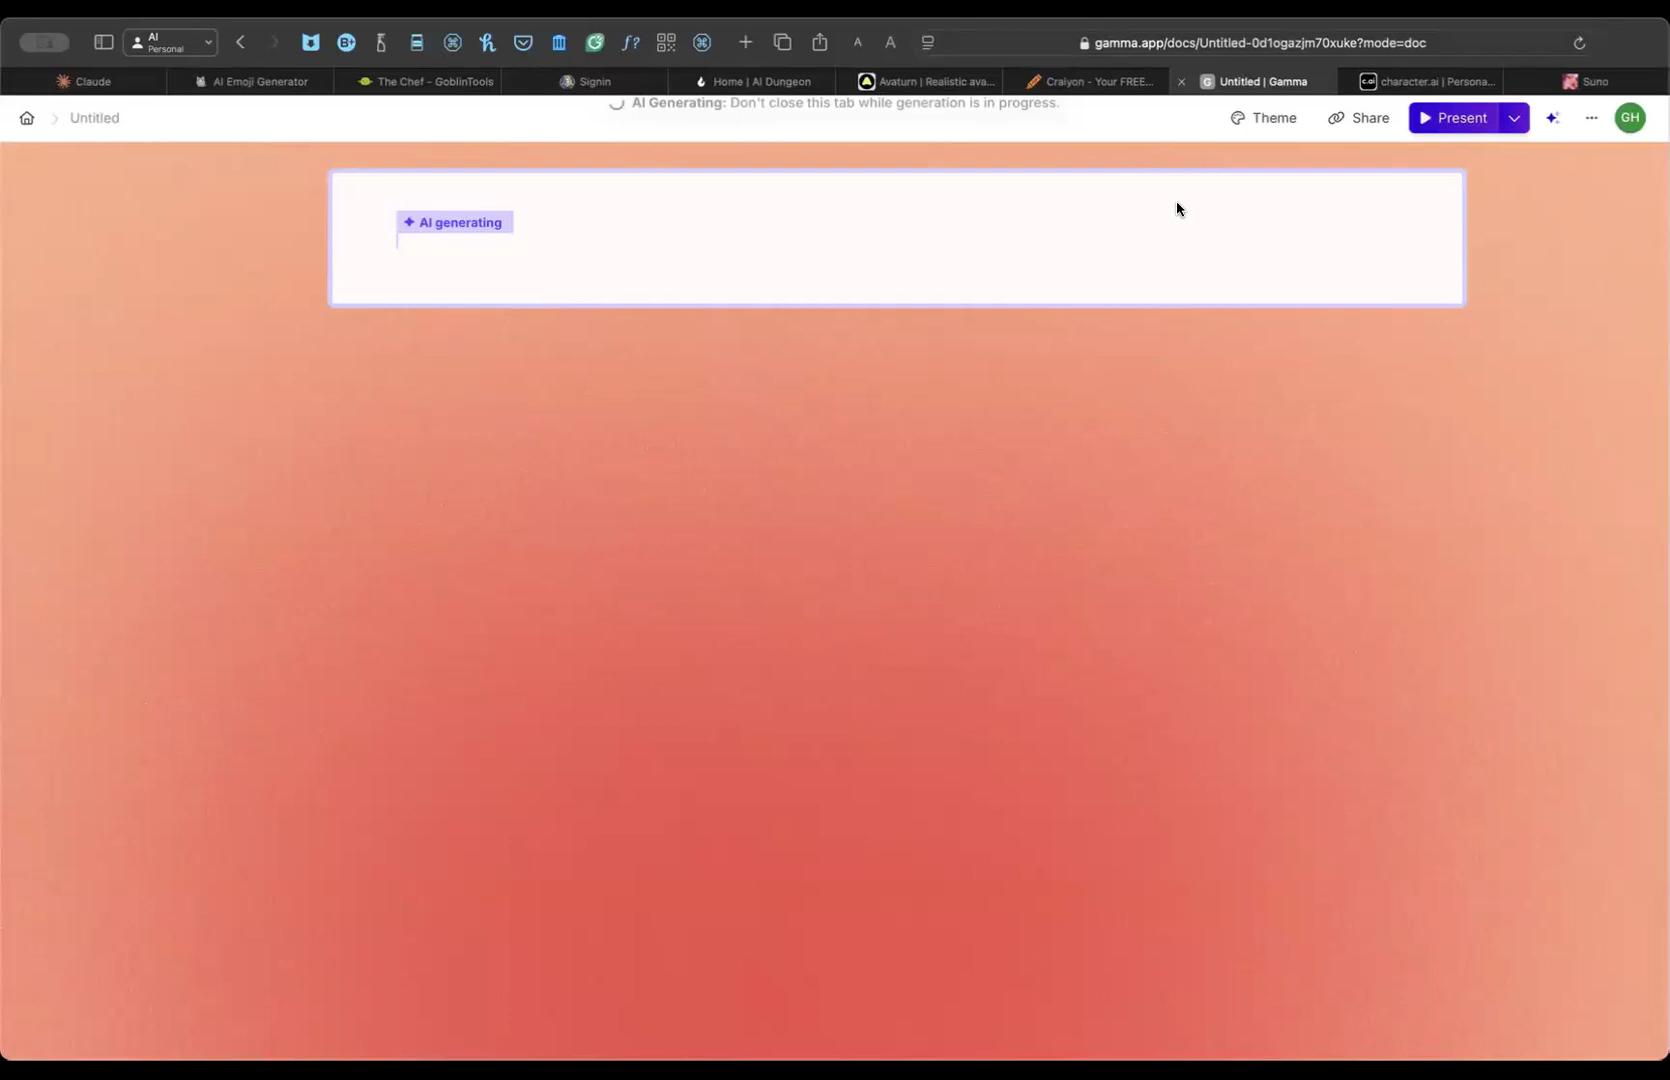 AI
Personal
B+
f?
A
A
gamma.app/docs/Untitled-0d1ogazjm70xuke?mode=doc
Claude
AI Emoji Generator
The Chef - GoblinTools
Signin
Home | AI Dungeon
Avaturn | Realistic ava...
Craiyon - Your FREE...
G
Untitled | Gamma
c.ai
character.ai | Persona...
Suno
AI Generating: Don't close this tab while generation is in progress.
Untitled
Theme
Share
Present
GH
AI generating